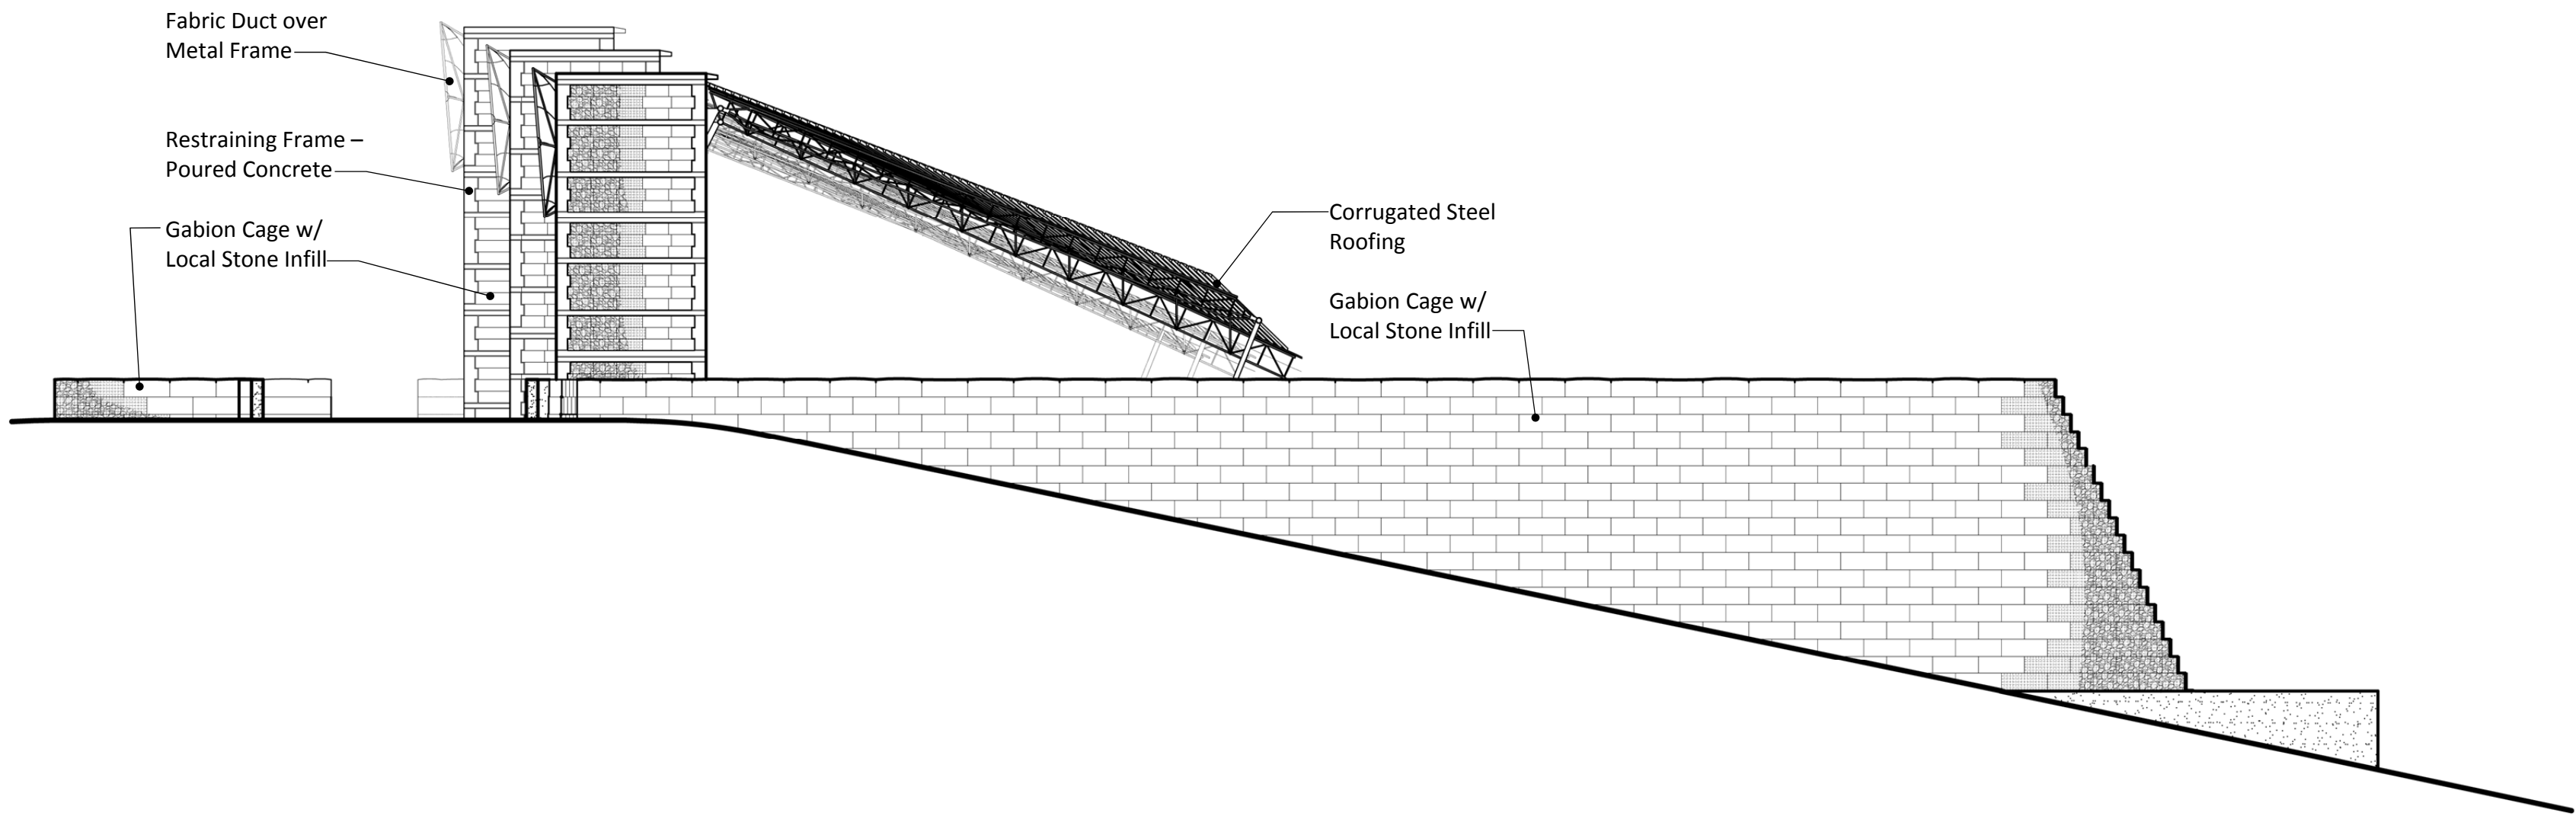 Fabric Duct over
Metal Frame
Restraining Frame –
Poured Concrete
Gabion Cage w/
Local Stone Infill
Corrugated Steel
Roofing
Gabion Cage w/
Local Stone Infill